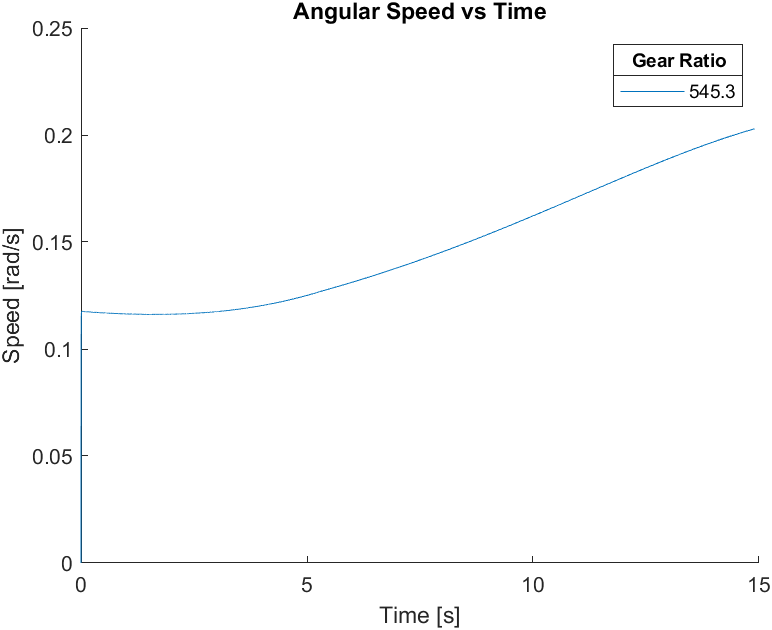 Angular Speed vs Time
Gear Ratio
545.3
Speed [rad/s]
0.25
0.2
0.15
0.1
0.05
0
0
5
10
15
Time [s]